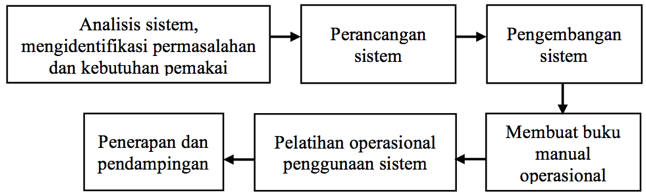 Analisis sistem,
mengidentifikasi permasalahan
dan kebutuhan pemakai
Perancangan
sistem
Pengembangan
sistem
Membuat buku
manual
operasional
Pelatihan operasional
penggunaan sistem
Penerapan dan
pendampingan